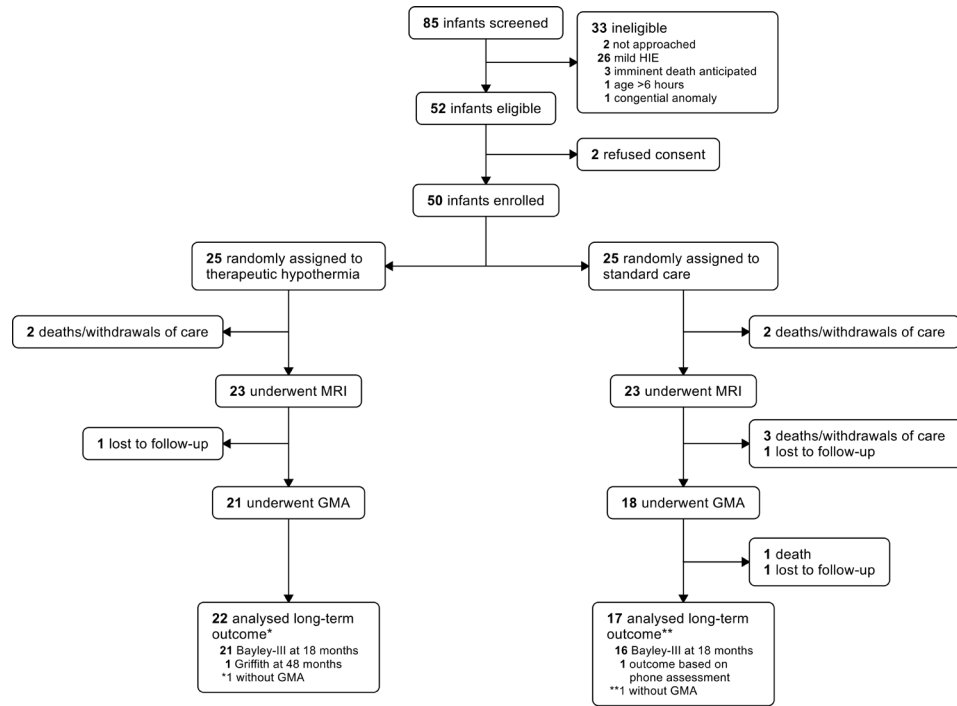 85 infants screened
33 ineligible
2 not approached
26 mild HIE
3 imminent death anticipated
1 age >6 hours
1 congential anomaly
52 infants eligible
2 refused consent
50 infants enrolled
25 randomly assigned to
therapeutic hypothermia
25 randomly assigned to
standard care
2 deaths/withdrawals of care
2 deaths/withdrawals of care
23 underwent MRI
23 underwent MRI
1 lost to follow-up
3 deaths/withdrawals of care
1 lost to follow-up
21 underwent GMA
18 underwent GMA
1 death
1 lost to follow-up
22 analysed long-term
outcome*
21 Bayley-III at 18 months
1 Griffith at 48 months
*1 without GMA
17 analysed long-term
outcome**
16 Bayley-III at 18 months
1 outcome based on
phone assessment
**1 without GMA